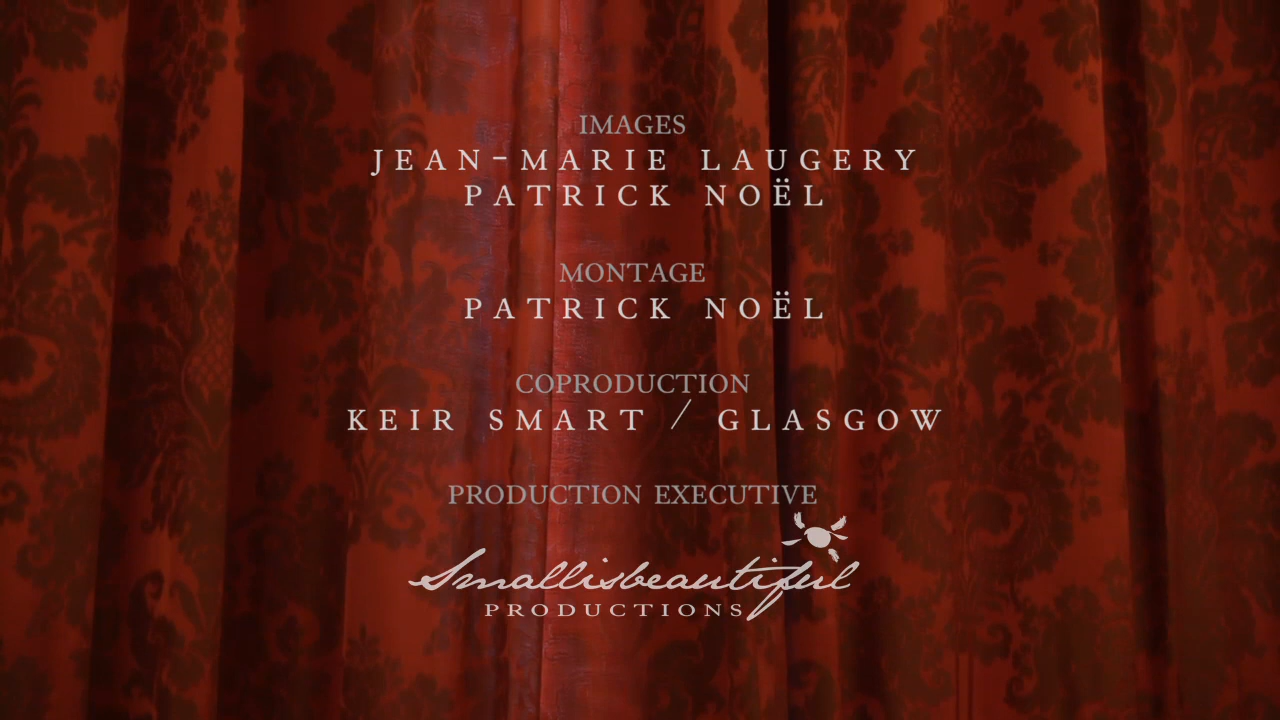 IMAGES
JEAN-MARIE LAUGERY
PATRICK NOËL
MONTAGE
PATRICK NOËL
COPRODUCTION
KEIR SMART / GLASGOW
PRODUCTION EXECUTIVE
Smallisbeautiful
PRODUCTIONS